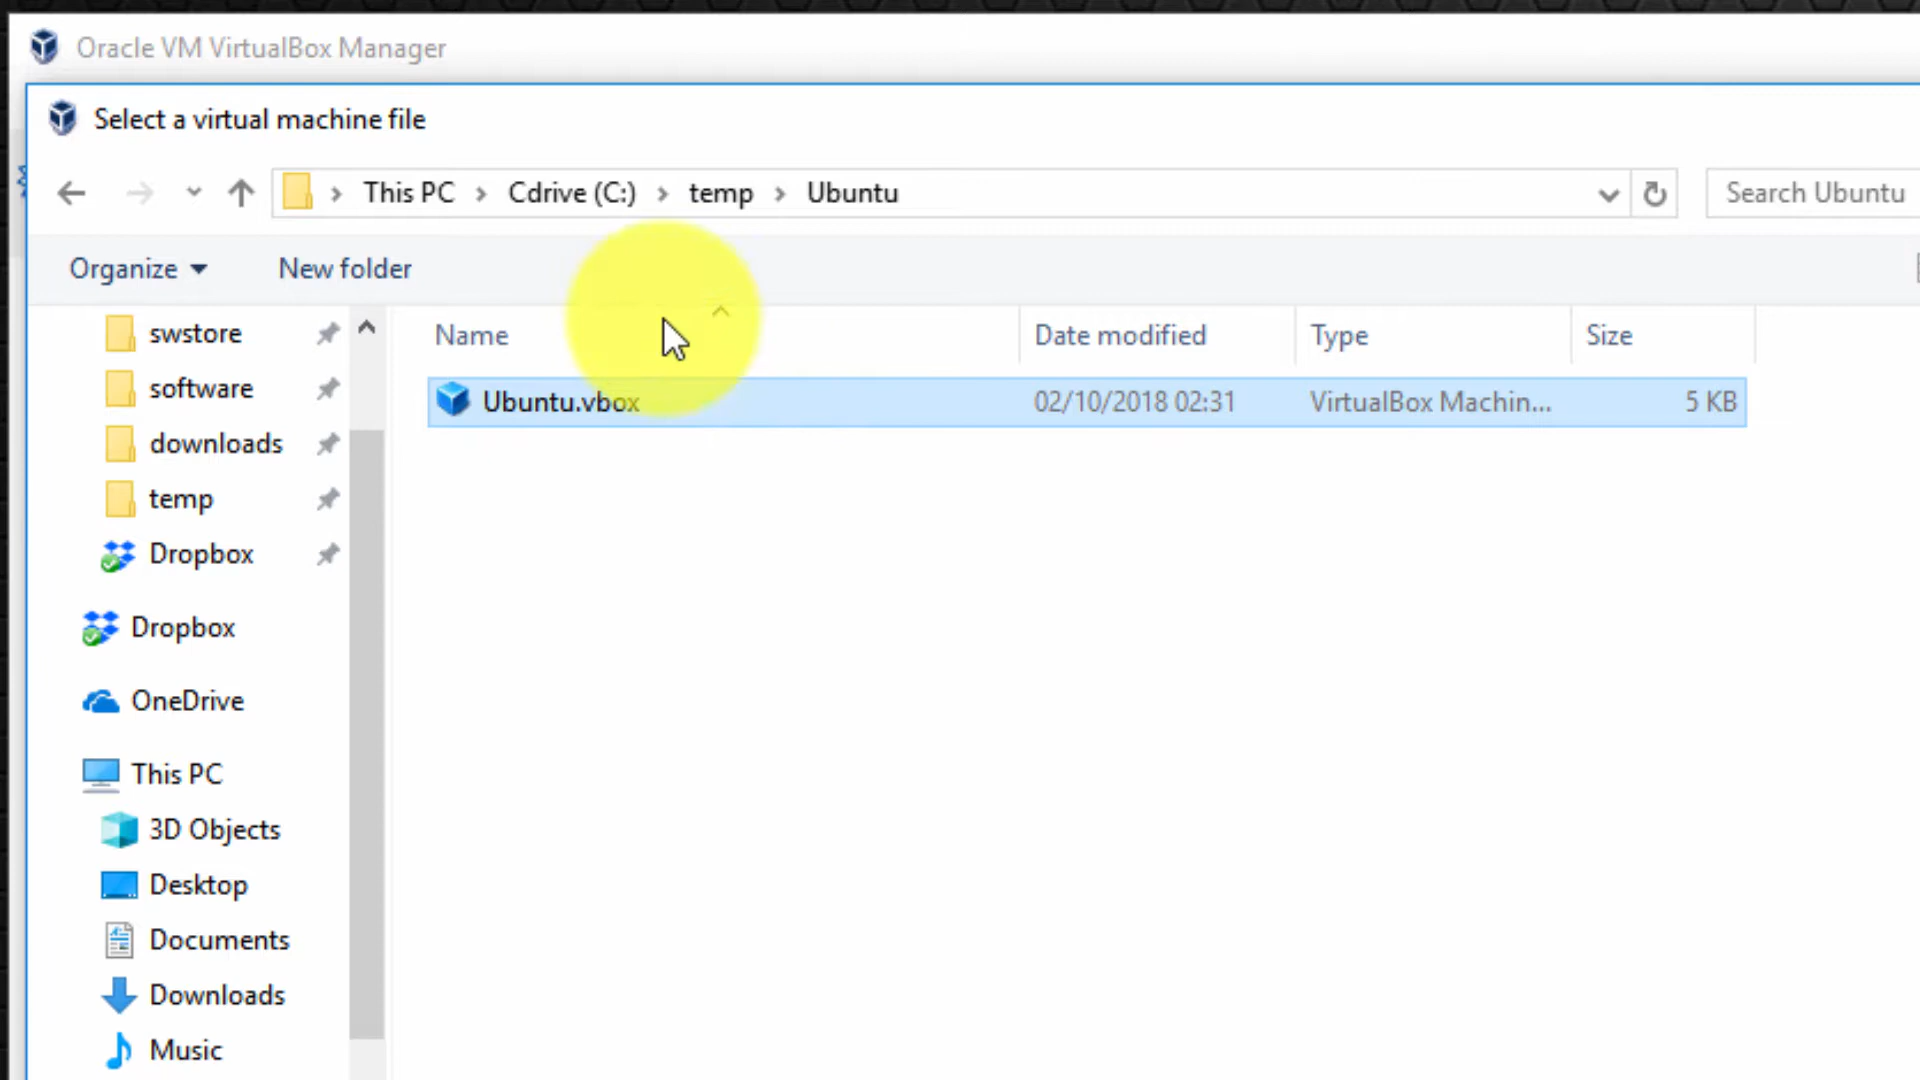 Oracle VM VirtualBox Manager
Select a virtual machine file
This PC > Cdrive (C:) > temp > Ubuntu
Search Ubuntu
Organize
New folder
Name
Date modified
Type
Size
Ubuntu.vbox
02/10/2018 02:31
VirtualBox Machin...
5 KB
swstore
software
downloads
temp
Dropbox
Dropbox
OneDrive
This PC
3D Objects
Desktop
Documents
Downloads
Music